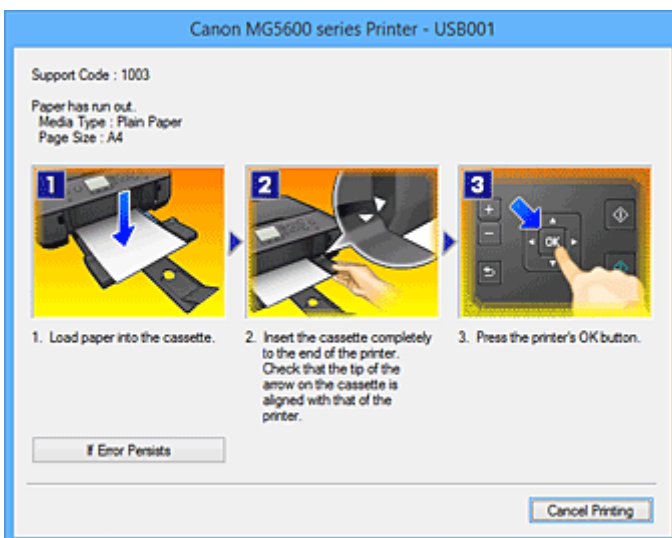 Canon MG5600 series Printer - USB001
Support Code : 1003
Paper has run out.
Media Type : Plain Paper
Page Size : A4
1
2
3
OK
1. Load paper into the cassette.
2. Insert the cassette completely
to the end of the printer.
Check that the tip of the
arrow on the cassette is
aligned with that of the
printer.
3. Press the printer's OK button.
If Error Persists
Cancel Printing